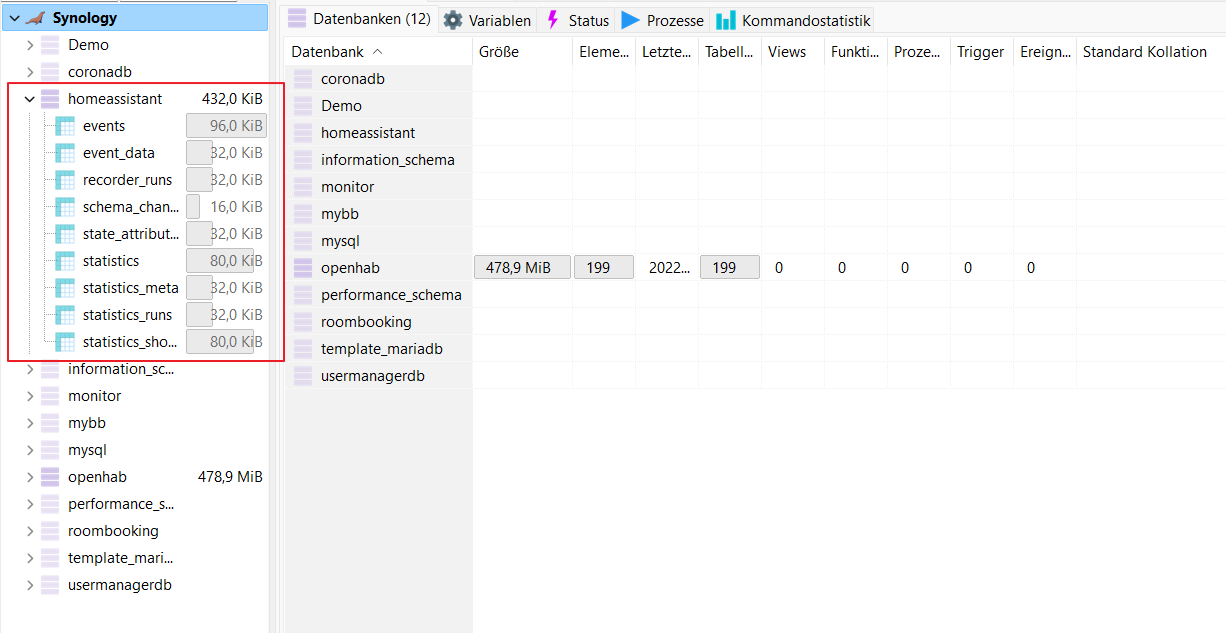 Synology
Demo
coronadb
homeassistant 432,0 KiB
events 96,0 KiB
event_data 32,0 KiB
recorder_runs 32,0 KiB
schema_chan... 16,0 KiB
state_attribut... 32,0 KiB
statistics 80,0 KiB
statistics_meta 32,0 KiB
statistics_runs 32,0 KiB
statistics_sho... 80,0 KiB
information_sc...
monitor
mybb
mysql
openhab 478,9 MiB
performance_s...
roombooking
template_mari...
usermanagerdb
Datenbanken (12) Variablen Status Prozesse Kommandostatistik
Datenbank Größe Eleme... Letzte... Tabell... Views Funkti... Proze... Trigger Ereign... Standard Kollation
coronadb
Demo
homeassistant
information_schema
monitor
mybb
mysql
openhab 478,9 MiB 199 2022... 199 0 0 0 0 0
performance_schema
roombooking
template_mariadb
usermanagerdb